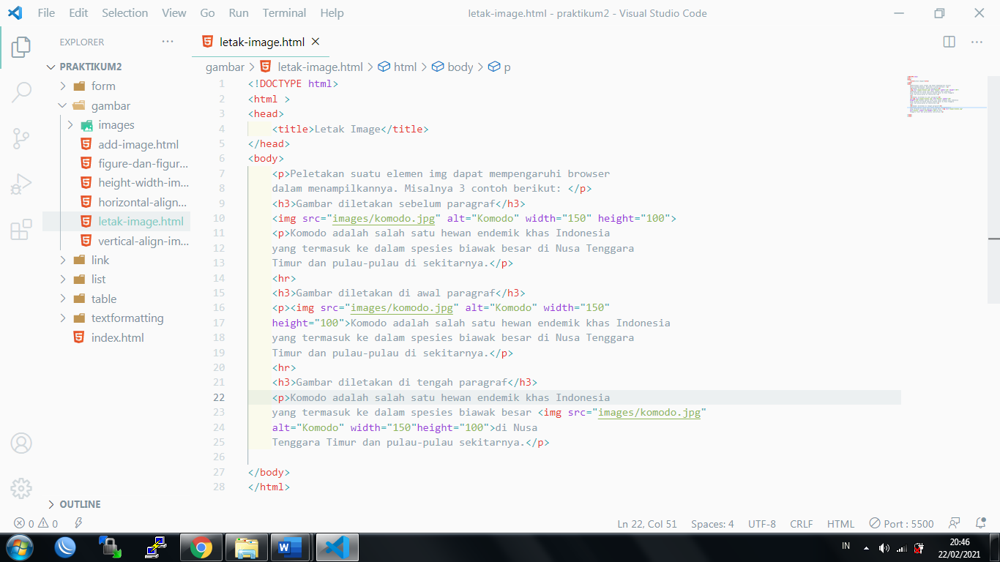 File Edit Selection View Go Run Terminal Help
letak-image.html - praktikum2 - Visual Studio Code
EXPLORER
PRAKTIKUM2
form
gambar
images
add-image.html
figure-dan-figur...
height-width-im...
horizontal-align...
letak-image.html
vertical-align-im...
link
list
table
textformatting
index.html
OUTLINE
letak-image.html
gambar > letak-image.html > html > body > p
1 <!DOCTYPE html>
2 <html >
3 <head>
4 <title>Letak Image</title>
5 </head>
6 <body>
7 <p>Peletakan suatu elemen img dapat mempengaruhi browser
8 dalam menampilkannya. Misalnya 3 contoh berikut: </p>
9 <h3>Gambar diletakan sebelum paragraf</h3>
10 <img src="images/komodo.jpg" alt="Komodo" width="150" height="100">
11 <p>Komodo adalah salah satu hewan endemik khas Indonesia
12 yang termasuk ke dalam spesies biawak besar di Nusa Tenggara
13 Timur dan pulau-pulau di sekitarnya.</p>
14 <hr>
15 <h3>Gambar diletakan di awal paragraf</h3>
16 <p><img src="images/komodo.jpg" alt="Komodo" width="150"
17 height="100">Komodo adalah salah satu hewan endemik khas Indonesia
18 yang termasuk ke dalam spesies biawak besar di Nusa Tenggara
19 Timur dan pulau-pulau di sekitarnya.</p>
20 <hr>
21 <h3>Gambar diletakan di tengah paragraf</h3>
22 <p>Komodo adalah salah satu hewan endemik khas Indonesia
23 yang termasuk ke dalam spesies biawak besar <img src="images/komodo.jpg"
24 alt="Komodo" width="150"height="100">di Nusa
25 Tenggara Timur dan pulau-pulau sekitarnya.</p>
26
27 </body>
28 </html>
0 0
Ln 22, Col 51 Spaces: 4 UTF-8 CRLF HTML Port : 5500
IN
20:46
22/02/2021